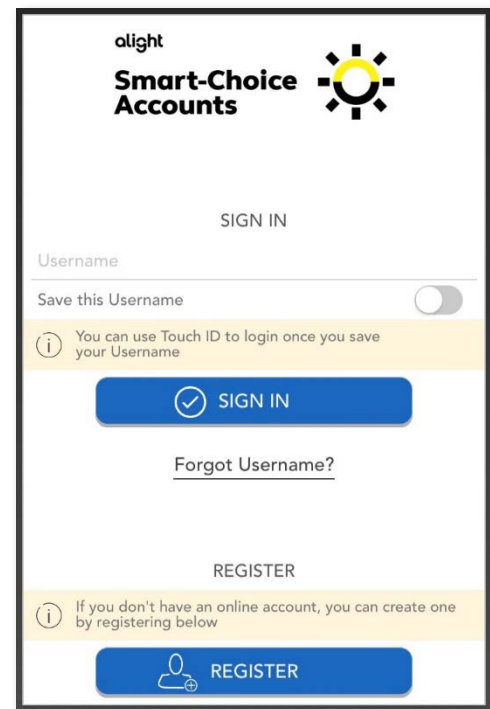 alight
Smart-Choice
Accounts
SIGN IN
Username
Save this Username
You can use Touch ID to login once you save
your Username
SIGN IN
Forgot Username?
REGISTER
If you don't have an online account, you can create one
by registering below
REGISTER